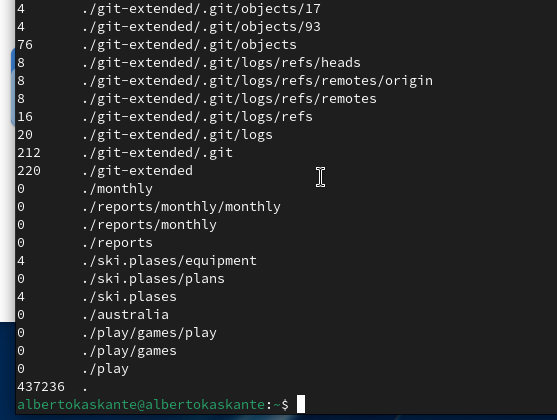 4 ./git-extended/.git/objects/17
4 ./git-extended/.git/objects/93
76 ./git-extended/.git/objects
8 ./git-extended/.git/logs/refs/heads
8 ./git-extended/.git/logs/refs/remotes/origin
8 ./git-extended/.git/logs/refs/remotes
16 ./git-extended/.git/logs/refs
20 ./git-extended/.git/logs
212 ./git-extended/.git
220 ./git-extended
0 ./monthly
0 ./reports/monthly/monthly
0 ./reports/monthly
0 ./reports
4 ./ski.plases/equipment
0 ./ski.plases/plans
4 ./ski.plases
0 ./australia
0 ./play/games/play
0 ./play/games
0 ./play
437236 .
albertokaskante@albertokaskante:~$